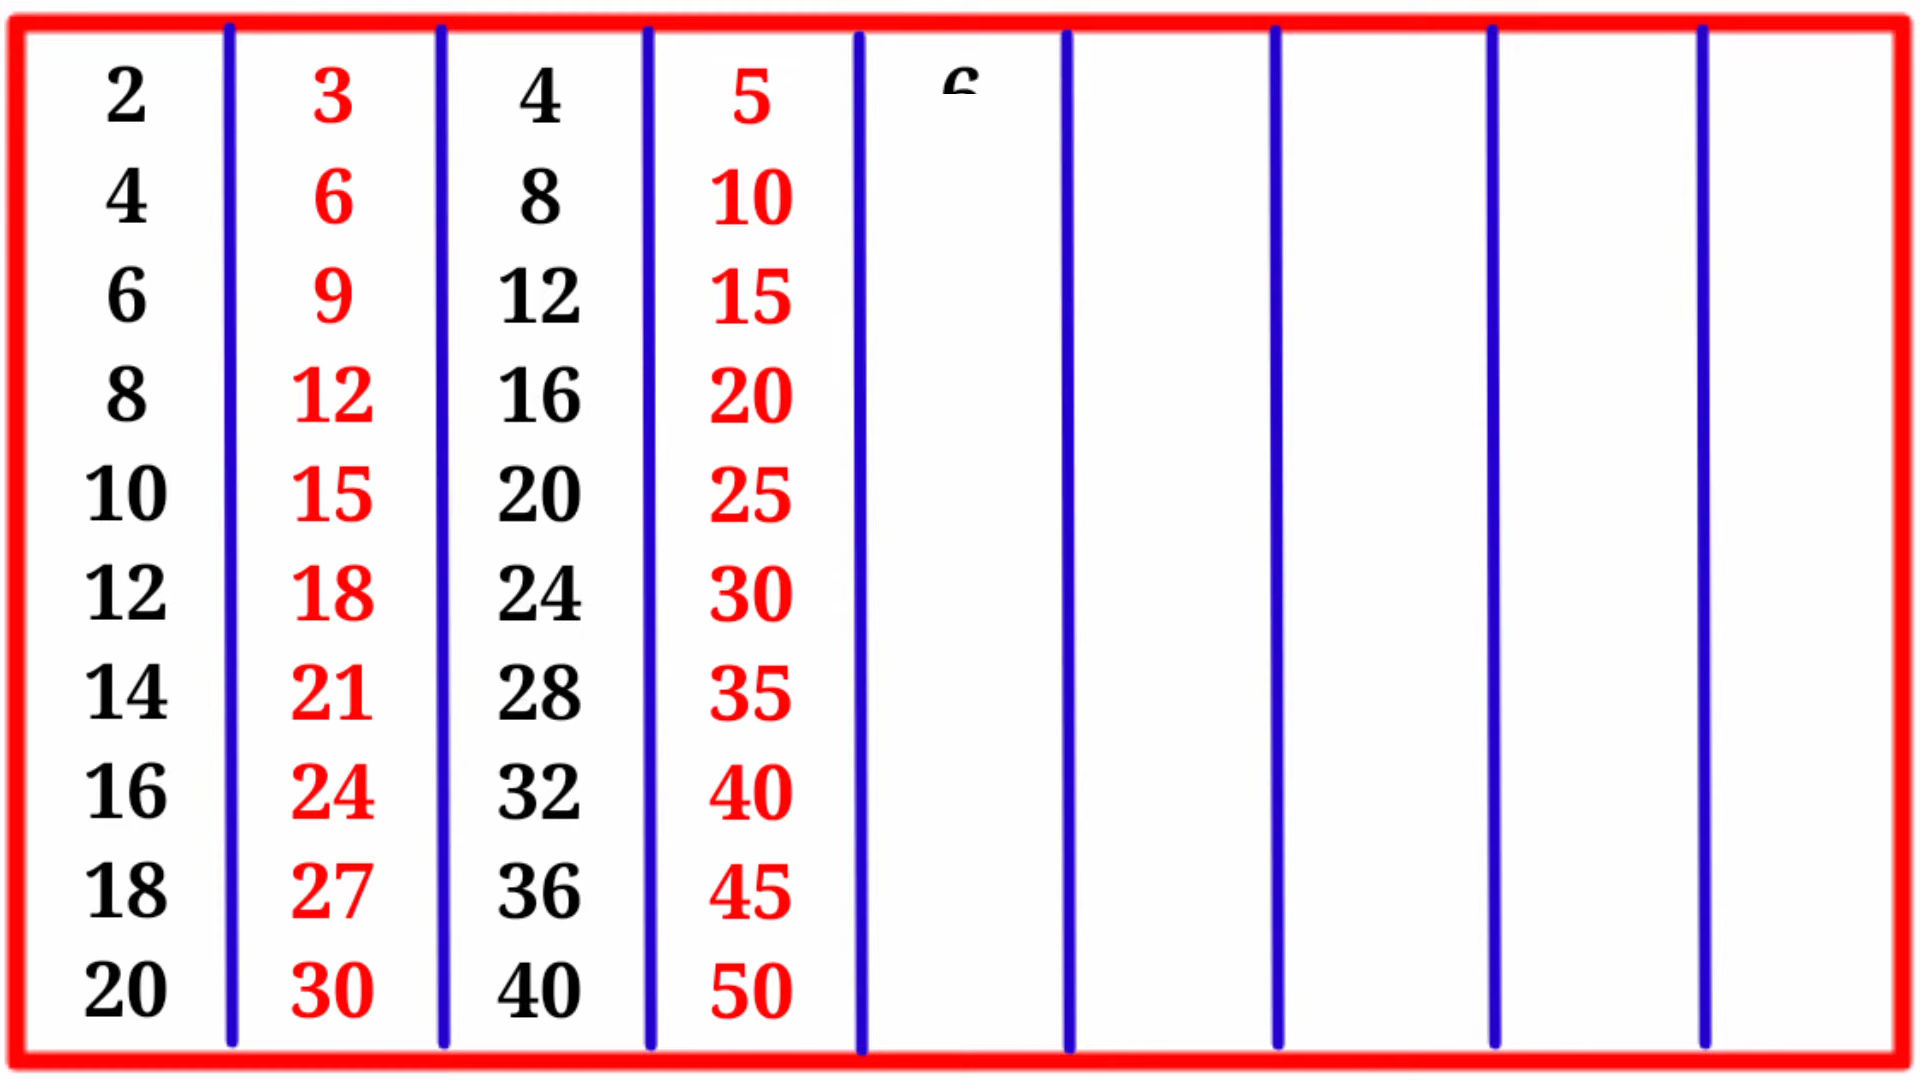 2 3 4 5 6
4 6 8 10
6 9 12 15
8 12 16 20
10 15 20 25
12 18 24 30
14 21 28 35
16 24 32 40
18 27 36 45
20 30 40 50